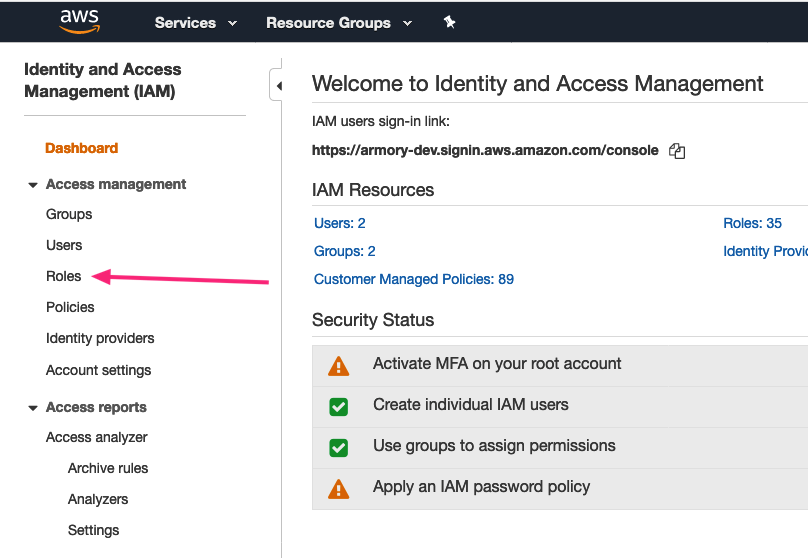 aws
Services
Resource Groups
Identity and Access
Management (IAM)
Dashboard
Access management
Groups
Users
Roles
Policies
Identity providers
Account settings
Access reports
Access analyzer
Archive rules
Analyzers
Settings
Welcome to Identity and Access Management
IAM users sign-in link:
https://armory-dev.signin.aws.amazon.com/console
IAM Resources
Users: 2
Roles: 35
Groups: 2
Identity Provi
Customer Managed Policies: 89
Security Status
Activate MFA on your root account
Create individual IAM users
Use groups to assign permissions
Apply an IAM password policy